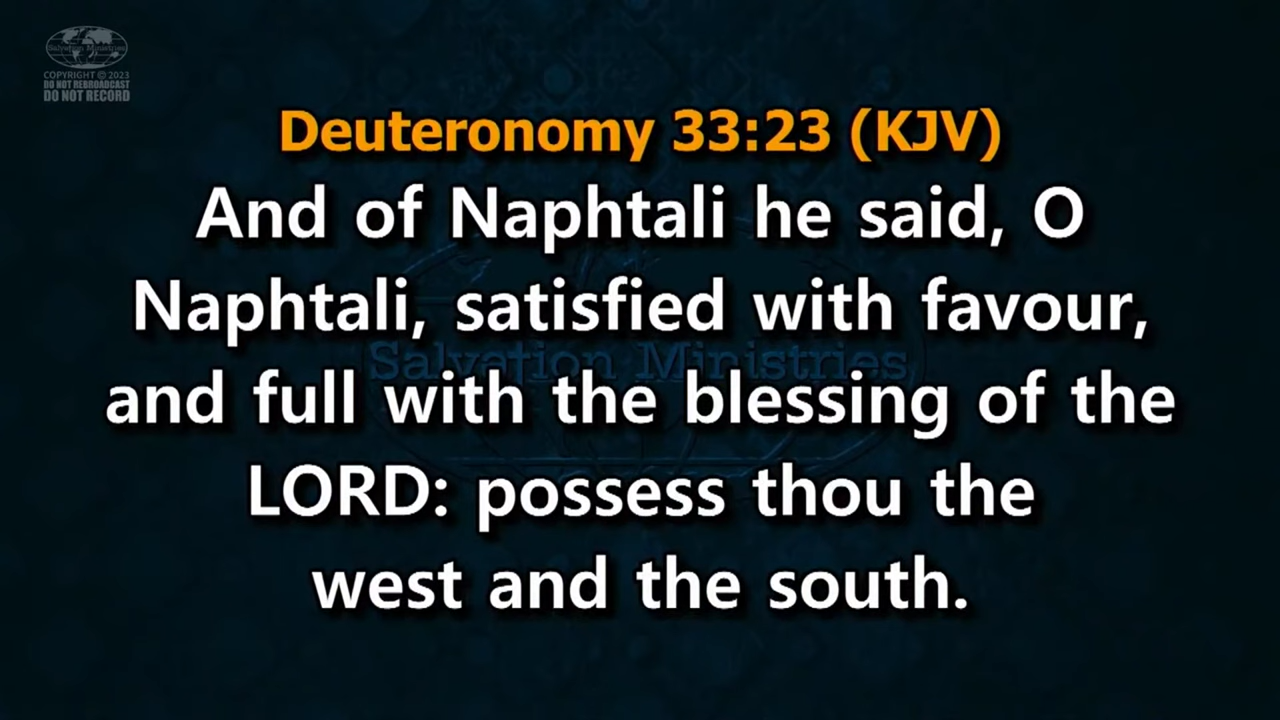 Salvation Ministries
COPYRIGHT © 2023
DO NOT REBROADCAST
DO NOT RECORD
Deuteronomy 33:23 (KJV)
And of Naphtali he said, O
Naphtali, satisfied with favour,
Salvation Ministries
and full with the blessing of the
LORD: possess thou the
west and the south.